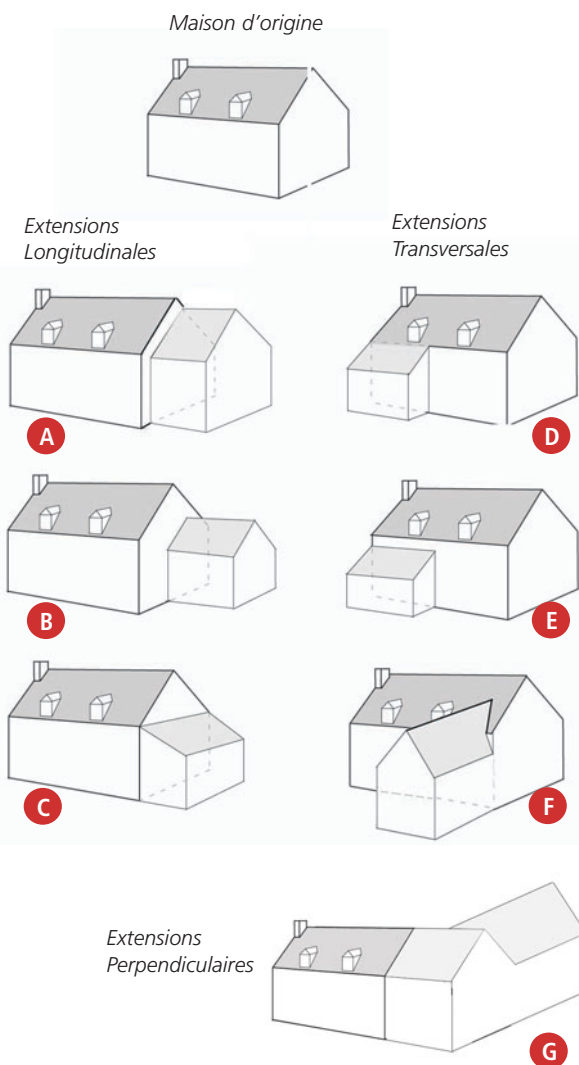 Maison d'origine
Extensions
Longitudinales
Extensions
Transversales
A
D
B
E
C
F
Extensions
Perpendiculaires
G